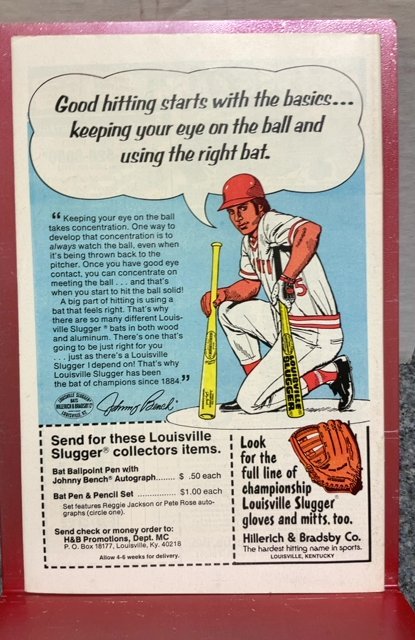 Good hitting starts with the basics...
keeping your eye on the ball and
using the right bat.
“ Keeping your eye on the ball
takes concentration. One way to
develop that concentration is to
always watch the ball, even when
it's being thrown back to the
pitcher. Once you have good eye
contact, you can concentrate on
meeting the ball . . . and that's
when you start to hit the ball solid!
A big part of hitting is using a
bat that feels right. That's why
there are so many different Louis-
ville Slugger® bats in both wood
and aluminum. There's one that's
going to be just right for you
. . . just as there's a Louisville
Slugger I depend on! That's why
Louisville Slugger has been
the bat of champions since 1884.”
Johnny Bench
LOUISVILLE SLUGGER
5
Send for these Louisville
Slugger® collectors items.
Bat Ballpoint Pen with
Johnny Bench® Autograph....... $ .50 each
Bat Pen & Pencil Set .............. $1.00 each
Set features Reggie Jackson or Pete Rose auto-
graphs (circle one).
Send check or money order to:
H&B Promotions, Dept. MC
P. O. Box 18177, Louisville, Ky. 40218
Allow 4-6 weeks for delivery.
Look
for the
full line of
championship
Louisville Slugger®
gloves and mitts, too.
Hillerich & Bradsby Co.
The hardest hitting name in sports.
LOUISVILLE, KENTUCKY